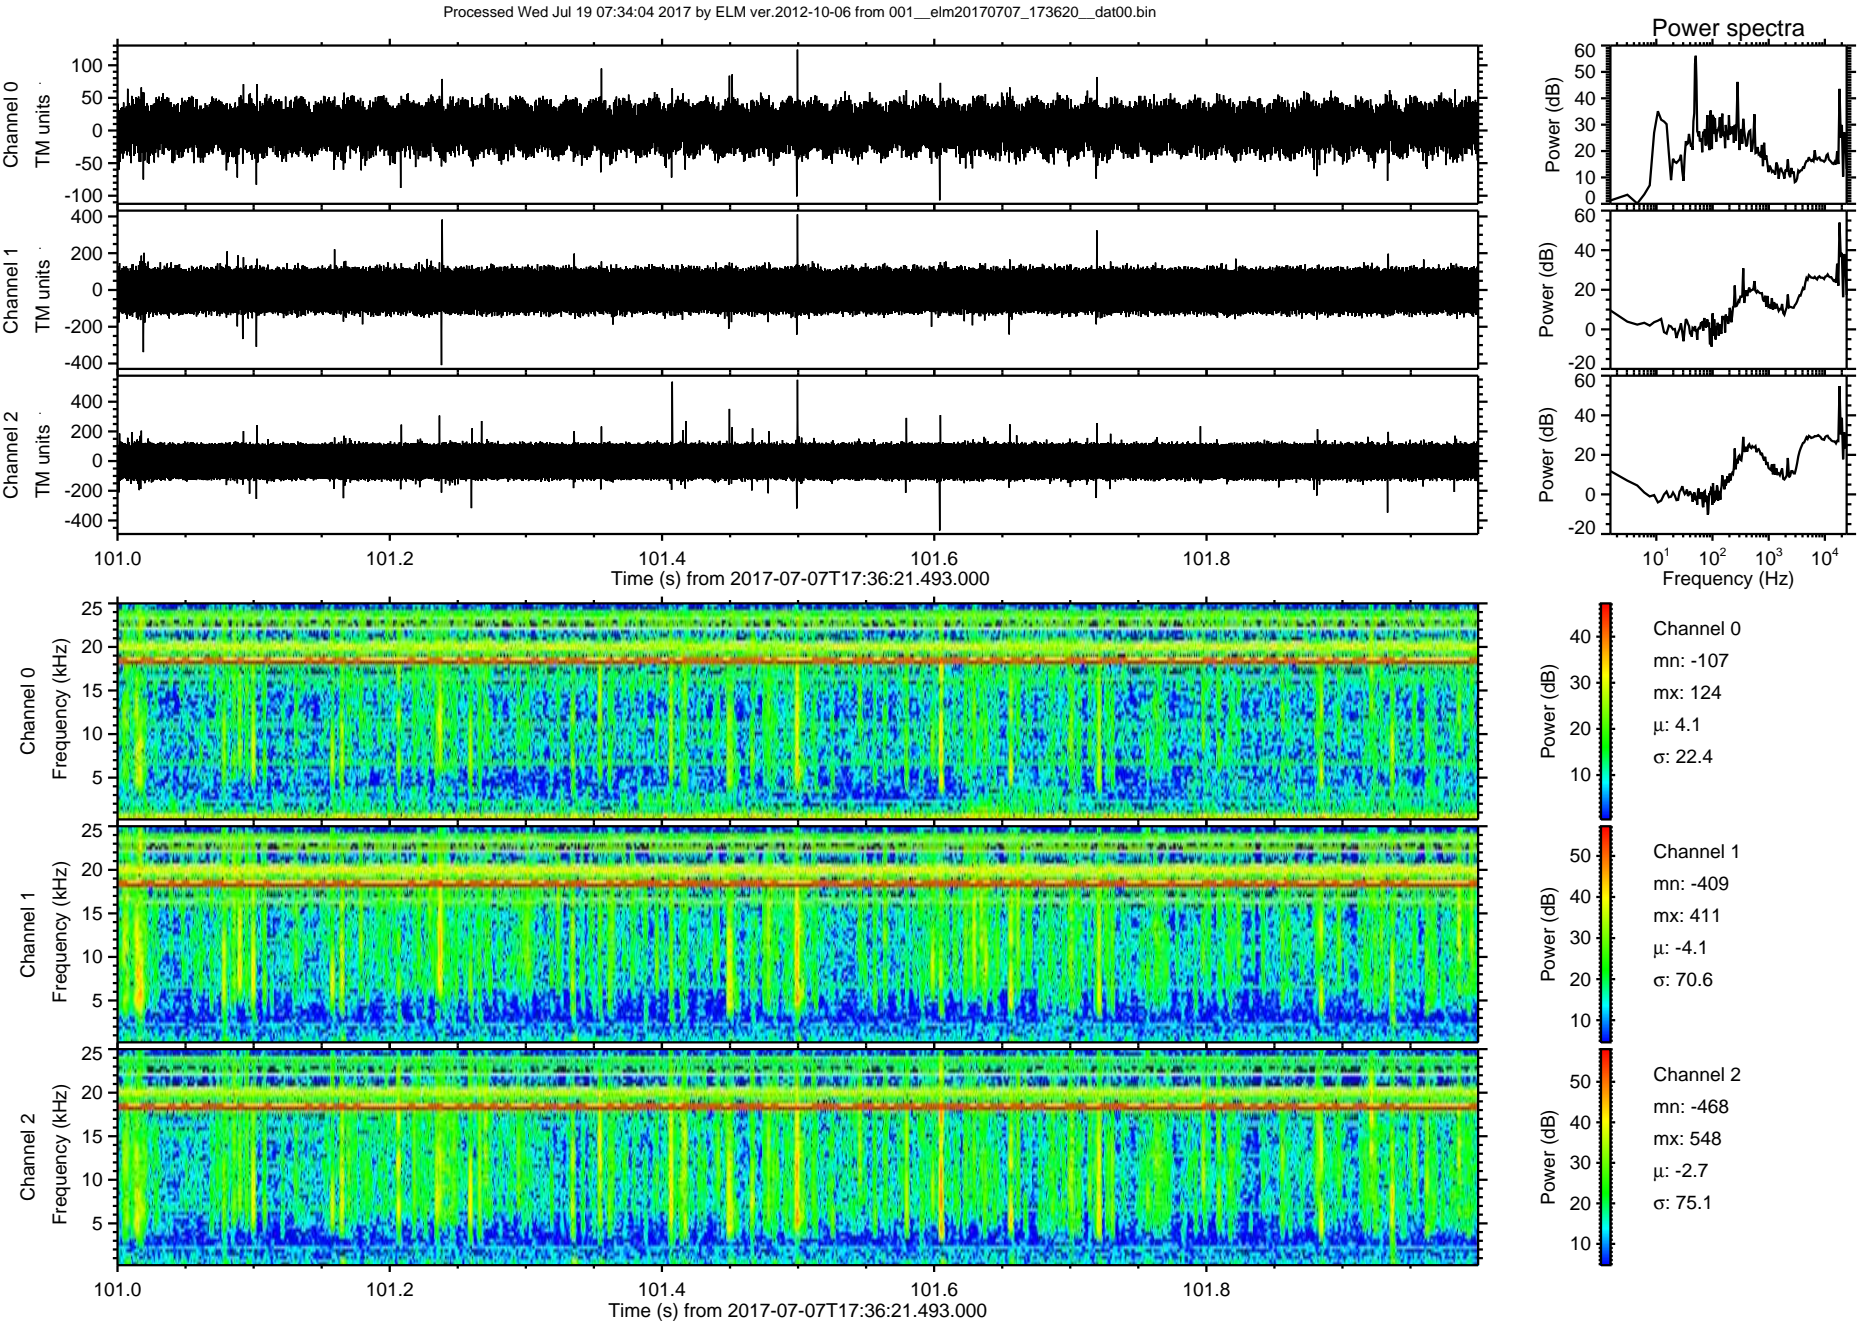 Processed Wed Jul 19 07:34:04 2017 by ELM ver.2012-10-06 from 001__elm20170707_173620__dat00.bin
Power spectra
Channel 0
TM units
100
50
0
-50
-100
Power (dB)
60
50
40
30
20
10
0
Channel 1
TM units
400
200
0
-200
-400
Power (dB)
60
40
20
0
-20
Channel 2
TM units
400
200
0
-200
-400
Power (dB)
60
40
20
0
-20
101.0
101.2
101.4
101.6
101.8
Time (s) from 2017-07-07T17:36:21.493.000
10^1
10^2
10^3
10^4
Frequency (Hz)
Channel 0
Frequency (kHz)
25
20
15
10
5
Power (dB)
40
30
20
10
Channel 0
mn: -107
mx: 124
μ: 4.1
σ: 22.4
Channel 1
Frequency (kHz)
25
20
15
10
5
Power (dB)
50
40
30
20
10
Channel 1
mn: -409
mx: 411
μ: -4.1
σ: 70.6
Channel 2
Frequency (kHz)
25
20
15
10
5
Power (dB)
50
40
30
20
10
Channel 2
mn: -468
mx: 548
μ: -2.7
σ: 75.1
101.0
101.2
101.4
101.6
101.8
Time (s) from 2017-07-07T17:36:21.493.000